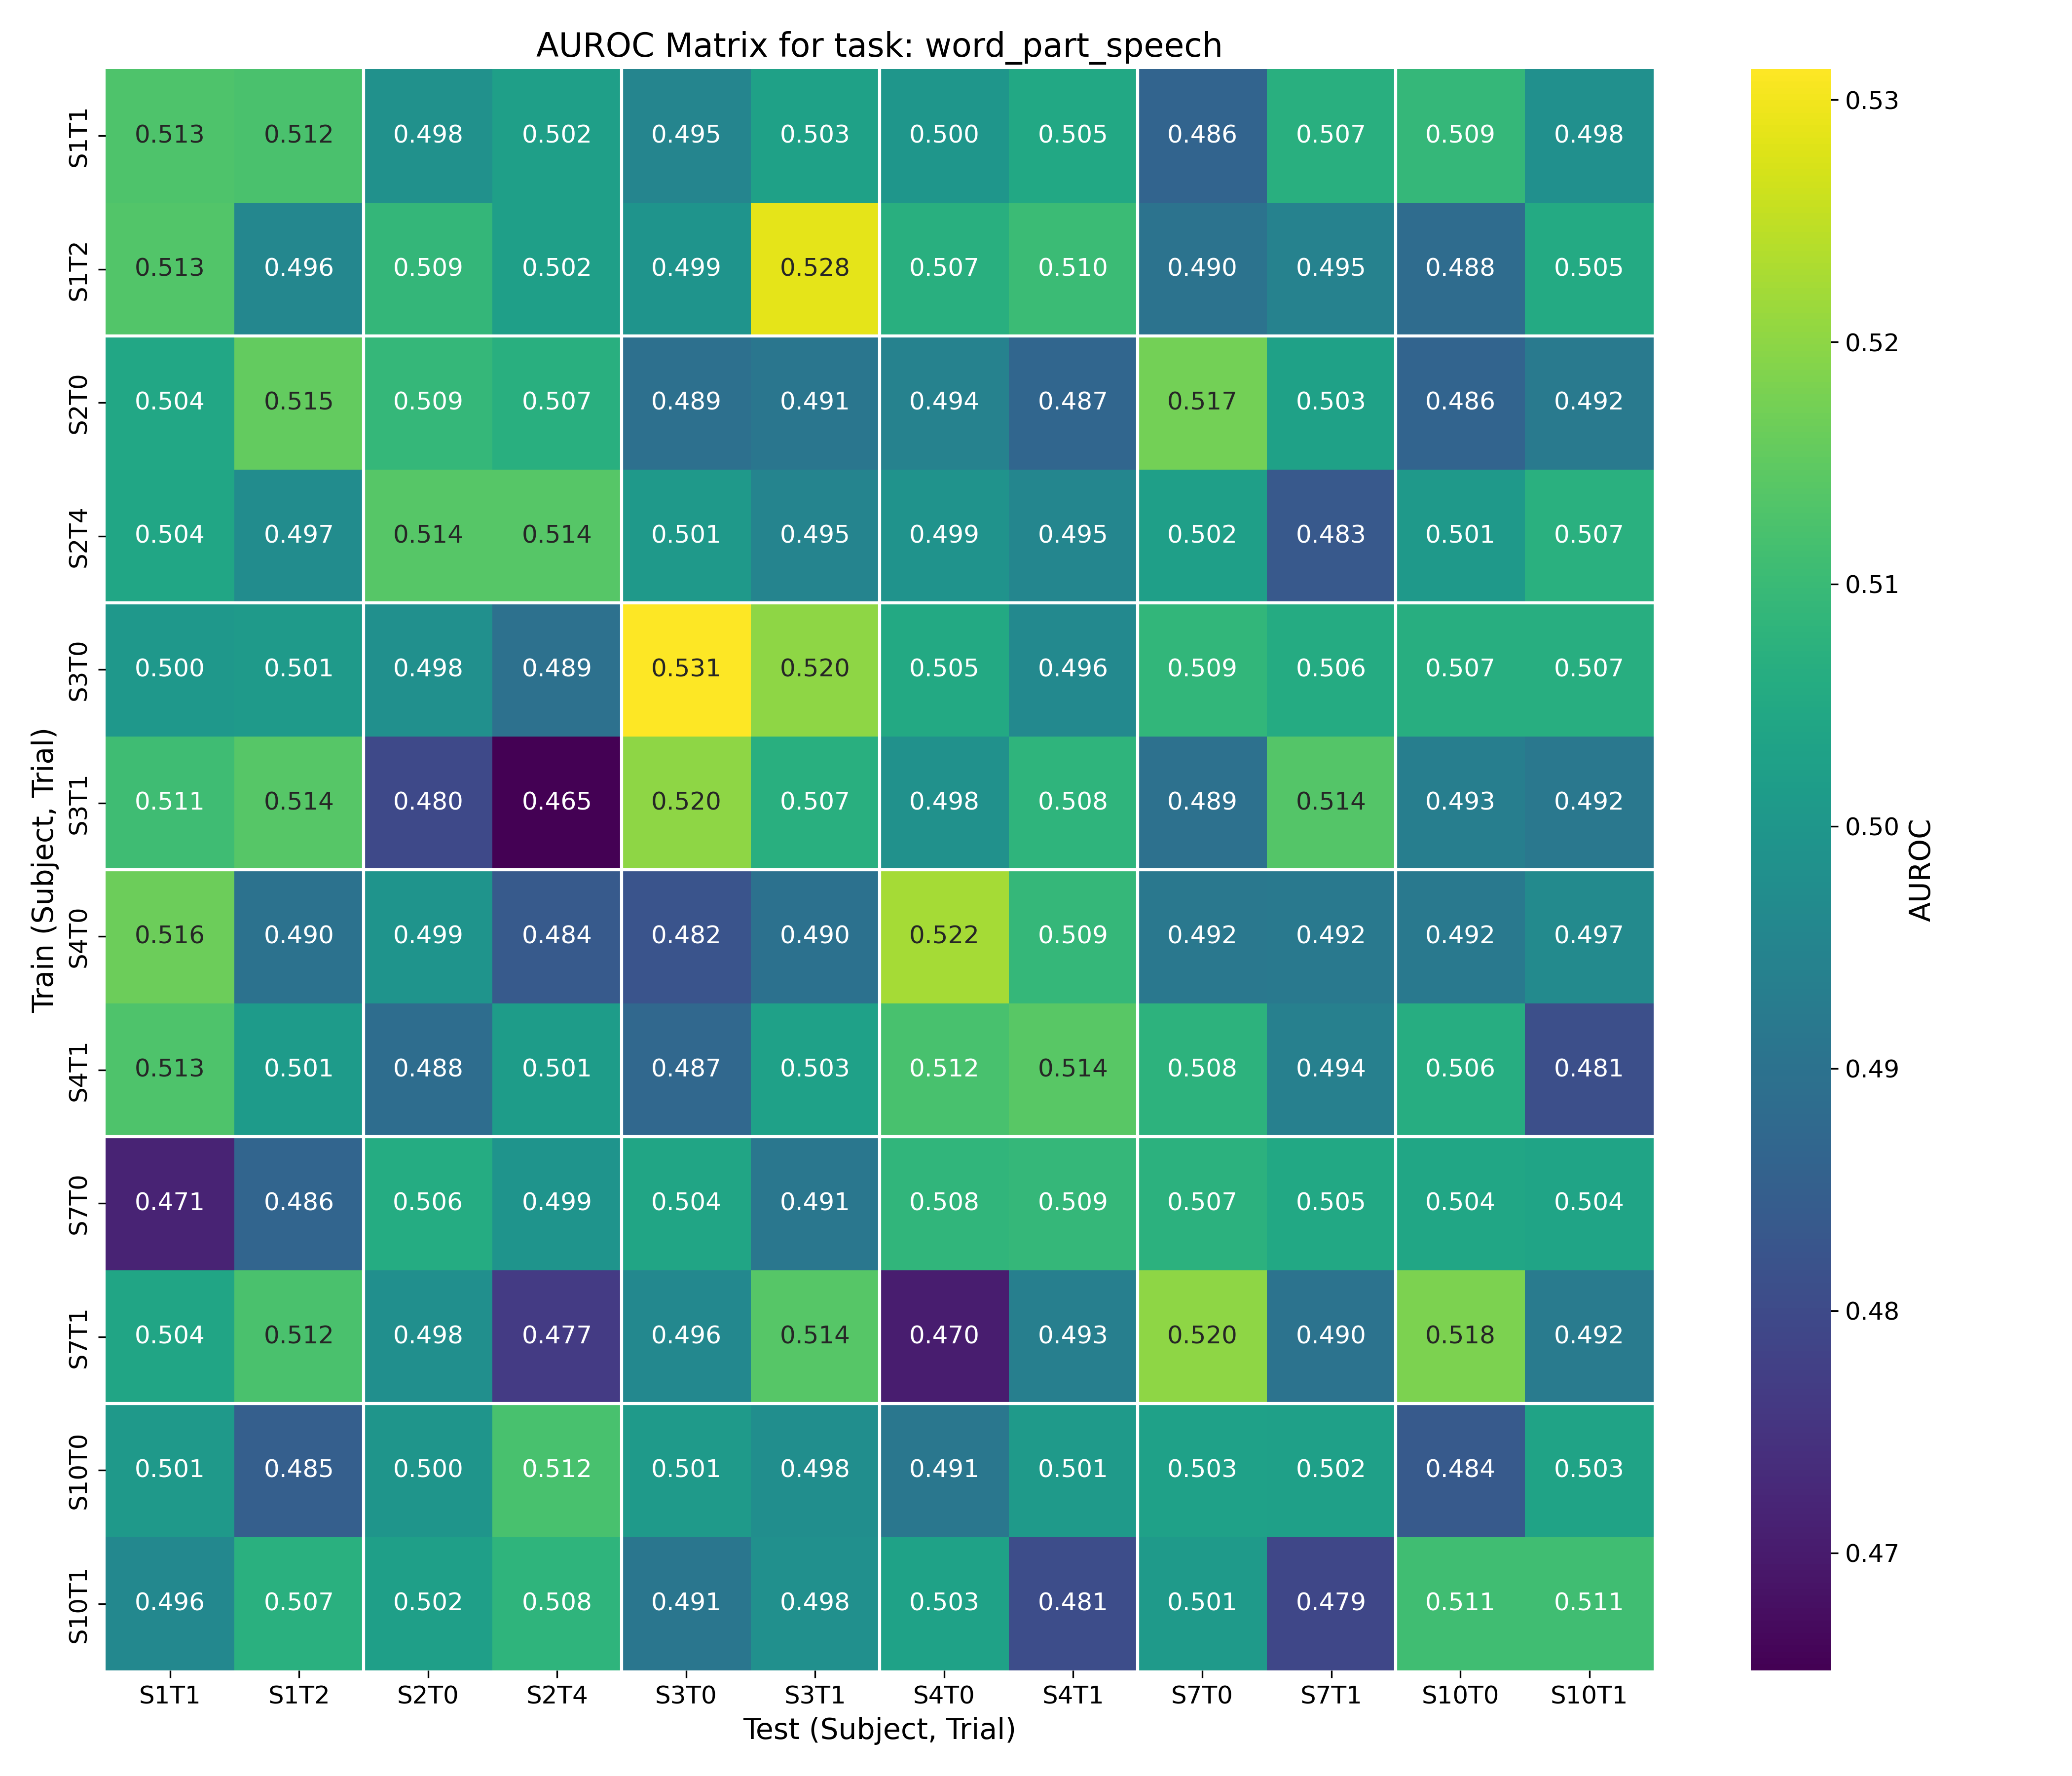 AUROC Matrix for task: word_part_speech
S1T1 0.513 0.512 0.498 0.502 0.495 0.503 0.500 0.505 0.486 0.507 0.509 0.498
S1T2 0.513 0.496 0.509 0.502 0.499 0.528 0.507 0.510 0.490 0.495 0.488 0.505
S2T0 0.504 0.515 0.509 0.507 0.489 0.491 0.494 0.487 0.517 0.503 0.486 0.492
S2T4 0.504 0.497 0.514 0.514 0.501 0.495 0.499 0.495 0.502 0.483 0.501 0.507
S3T0 0.500 0.501 0.498 0.489 0.531 0.520 0.505 0.496 0.509 0.506 0.507 0.507
S3T1 0.511 0.514 0.480 0.465 0.520 0.507 0.498 0.508 0.489 0.514 0.493 0.492
S4T0 0.516 0.490 0.499 0.484 0.482 0.490 0.522 0.509 0.492 0.492 0.492 0.497
S4T1 0.513 0.501 0.488 0.501 0.487 0.503 0.512 0.514 0.508 0.494 0.506 0.481
S7T0 0.471 0.486 0.506 0.499 0.504 0.491 0.508 0.509 0.507 0.505 0.504 0.504
S7T1 0.504 0.512 0.498 0.477 0.496 0.514 0.470 0.493 0.520 0.490 0.518 0.492
S10T0 0.501 0.485 0.500 0.512 0.501 0.498 0.491 0.501 0.503 0.502 0.484 0.503
S10T1 0.496 0.507 0.502 0.508 0.491 0.498 0.503 0.481 0.501 0.479 0.511 0.511
S1T1 S1T2 S2T0 S2T4 S3T0 S3T1 S4T0 S4T1 S7T0 S7T1 S10T0 S10T1
Test (Subject, Trial)
Train (Subject, Trial)
0.53
0.52
0.51
0.50
0.49
0.48
0.47
AUROC